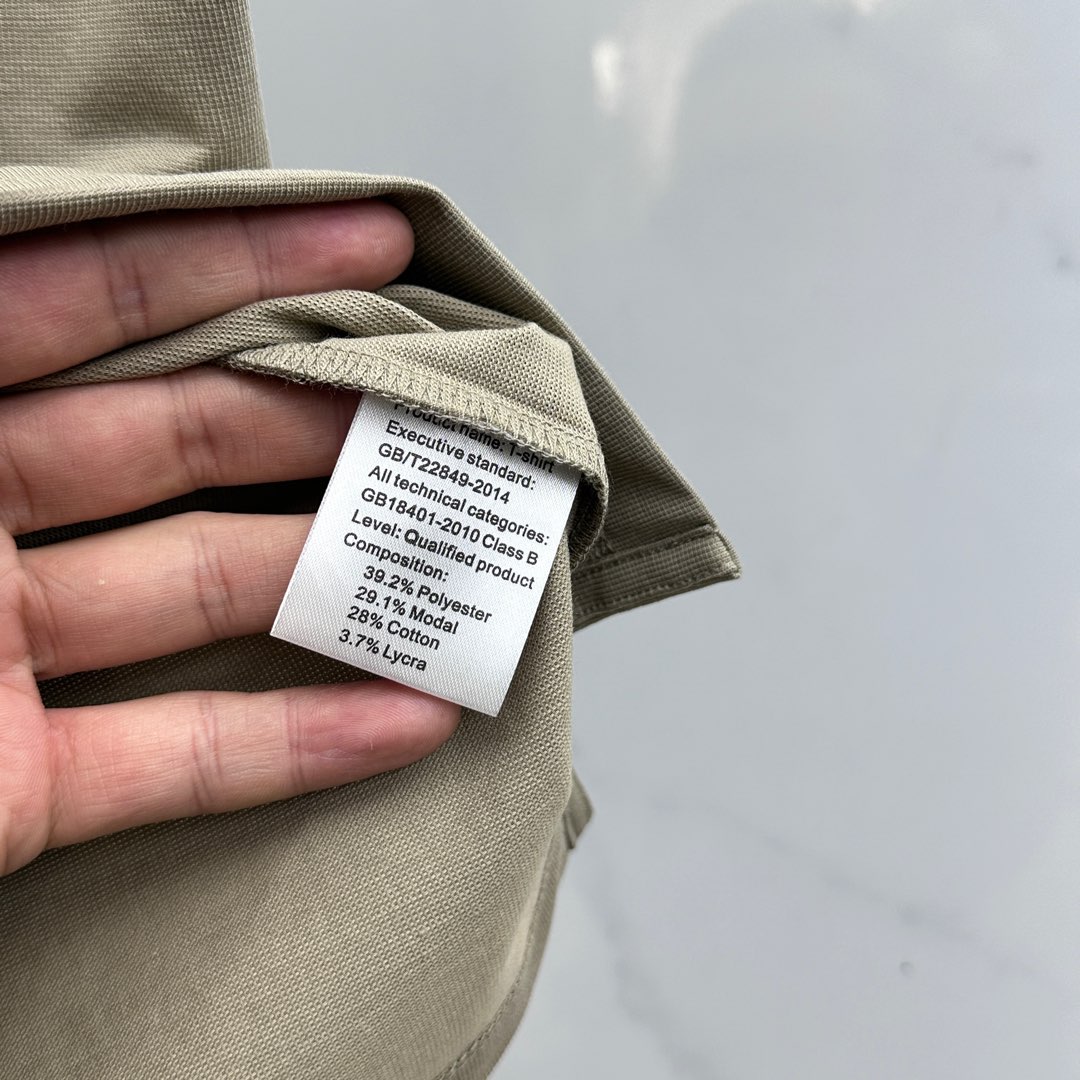 Product name: T-shirt
Executive standard:
GB/T22849-2014
All technical categories:
GB18401-2010 Class B
Level: Qualified product
Composition:
39.2% Polyester
29.1% Modal
28% Cotton
3.7% Lycra